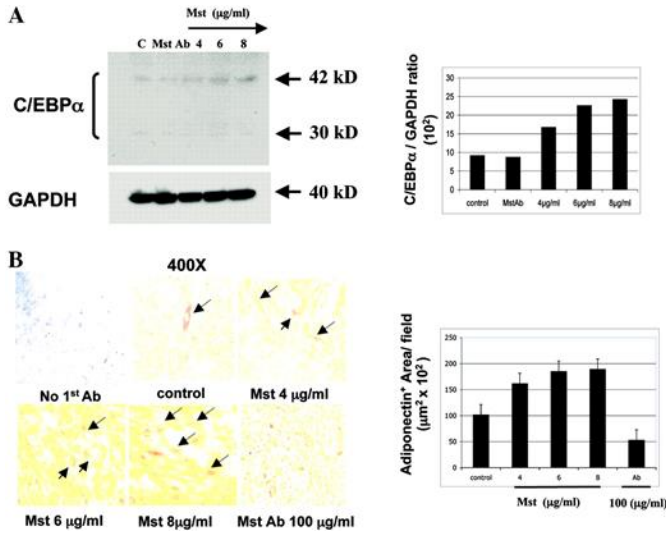 A
Mst (µg/ml)
C Mst Ab 4 6 8
C/EBPα
42 kD
30 kD
GAPDH
40 kD
C/EBPα / GAPDH ratio
(10²)
30
25
20
15
10
5
0
control MstAb 4µg/ml 6µg/ml 8µg/ml
B
400X
No 1st Ab control Mst 4 µg/ml
Mst 6 µg/ml Mst 8µg/ml Mst Ab 100 µg/ml
Adiponectin⁺ Area/ field
(µm² x 10²)
250
200
150
100
50
0
control 4 6 8 Ab
Mst (µg/ml) 100 (µg/ml)